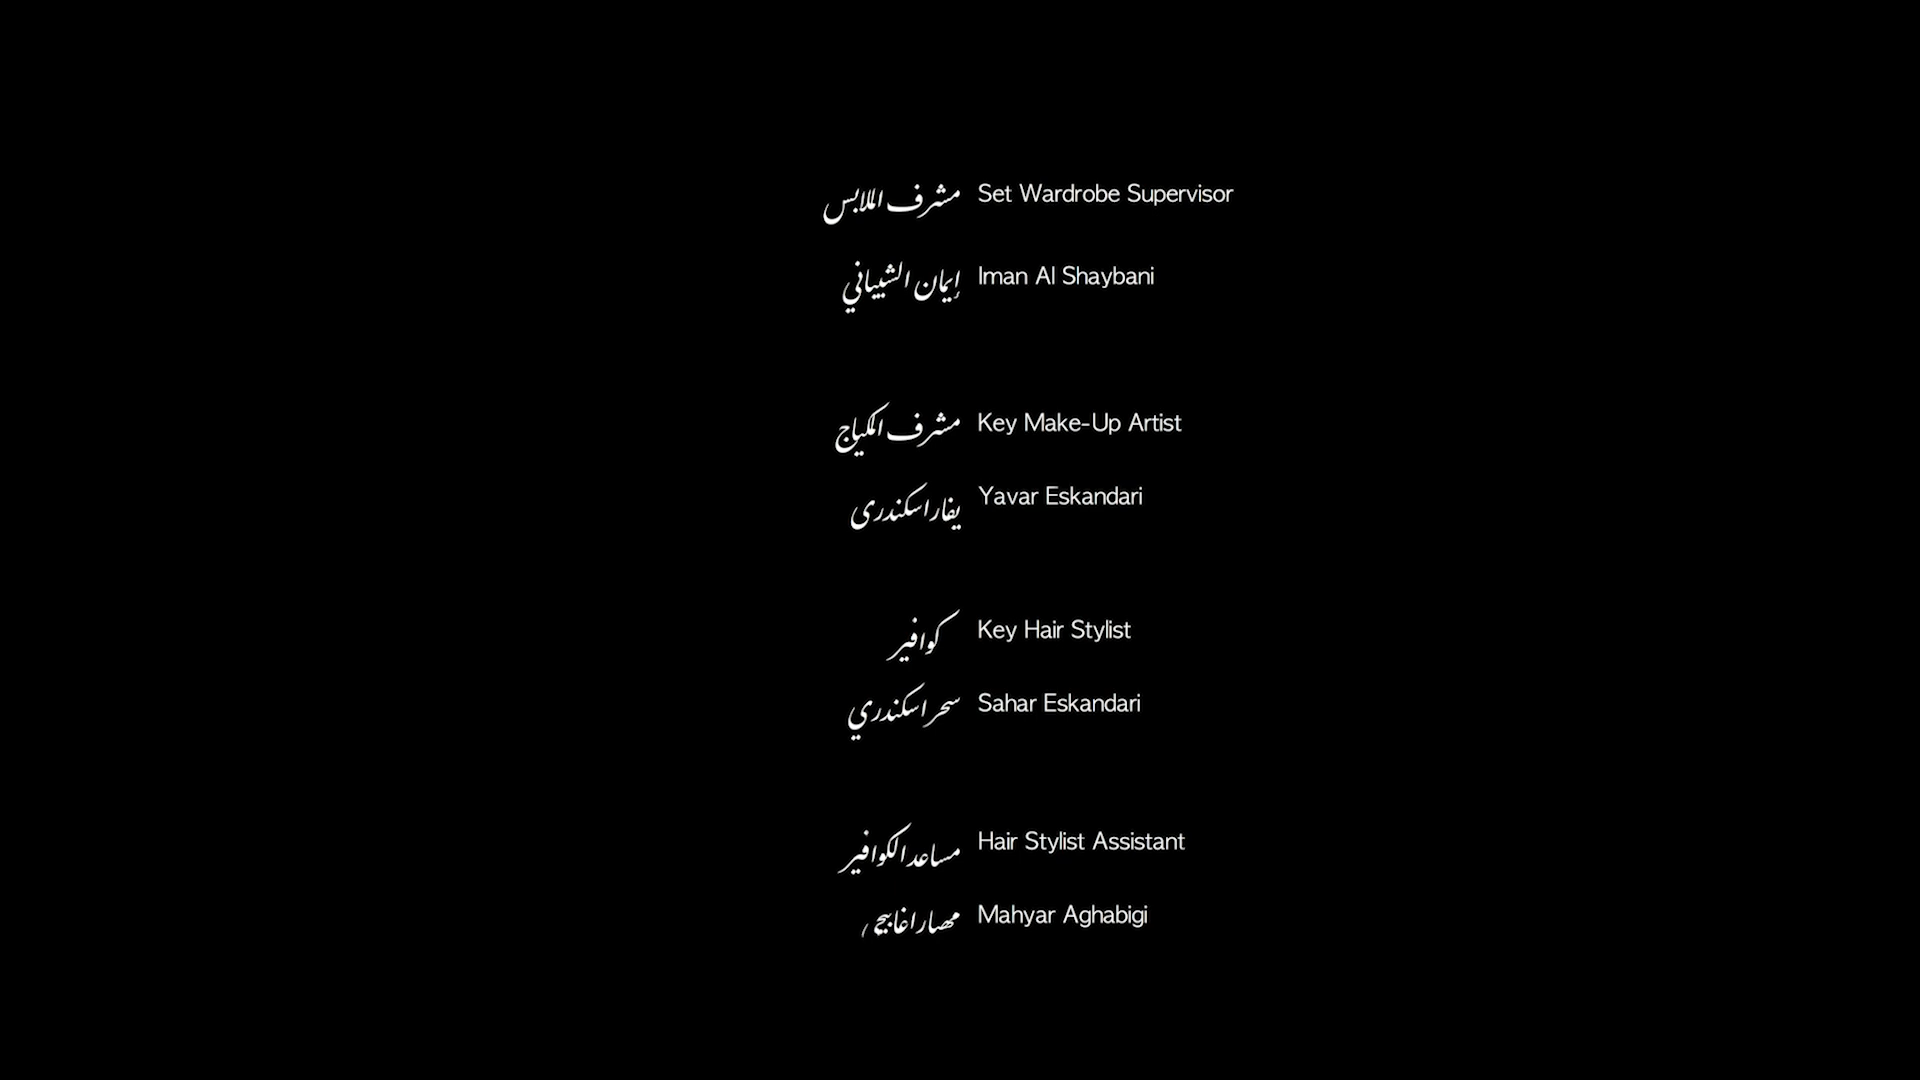 مشرف الملابس Set Wardrobe Supervisor
إيمان الشيباني Iman Al Shaybani
مشرف المكياج Key Make-Up Artist
يفار اسكندری Yavar Eskandari
كوافير Key Hair Stylist
سحر اسكندري Sahar Eskandari
مساعد الكوافير Hair Stylist Assistant
Mahyar Aghabigi